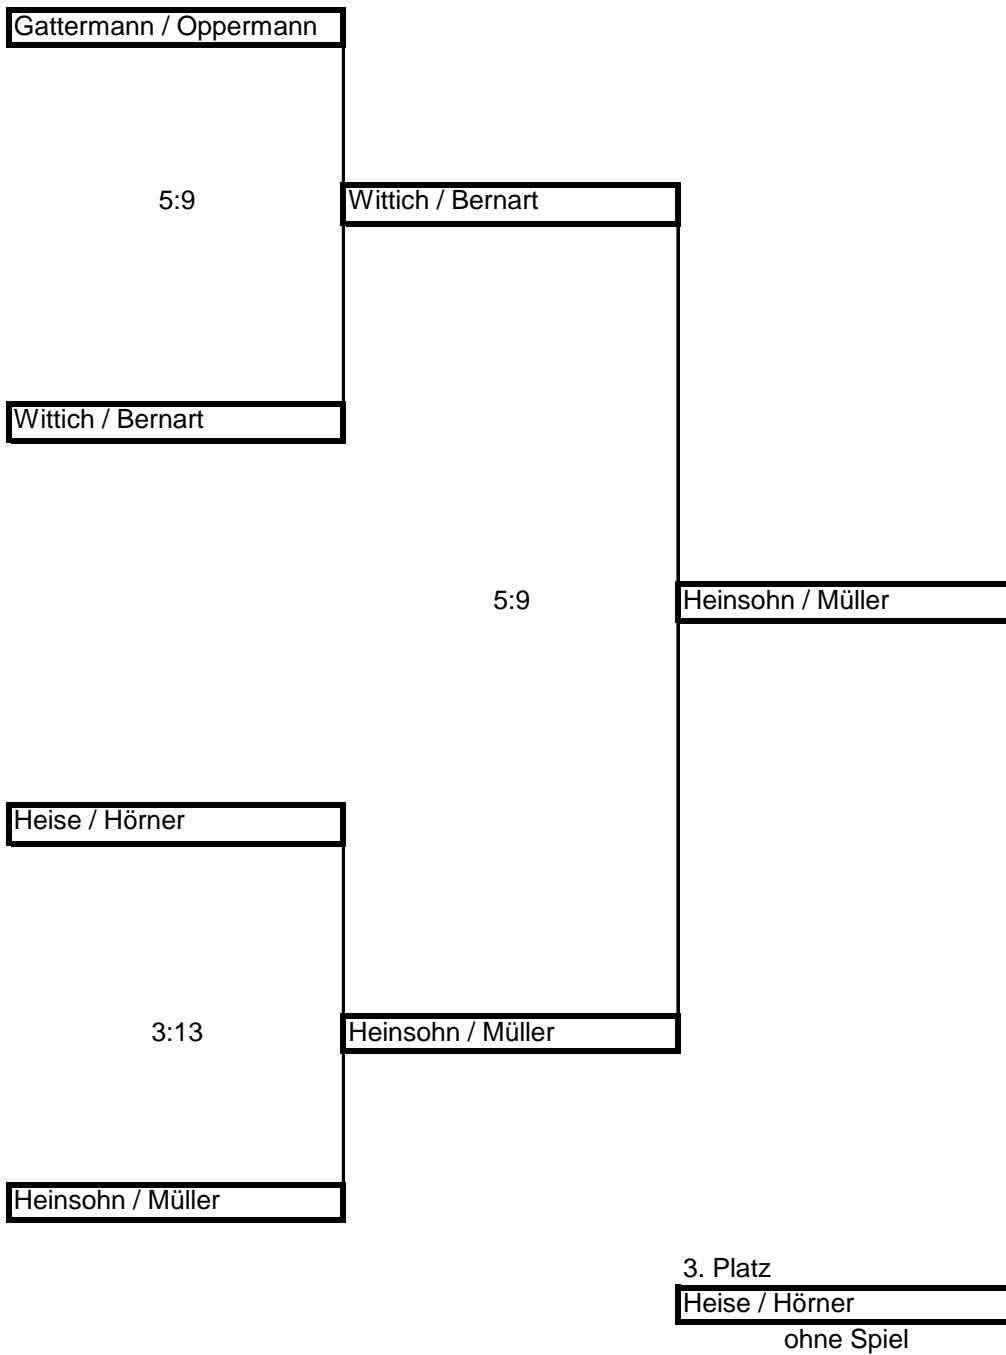 Gattermann / Oppermann
5:9
Wittich / Bernart
Wittich / Bernart
5:9
Heinsohn / Müller
Heise / Hörner
3:13
Heinsohn / Müller
Heinsohn / Müller
3. Platz
Heise / Hörner
ohne Spiel